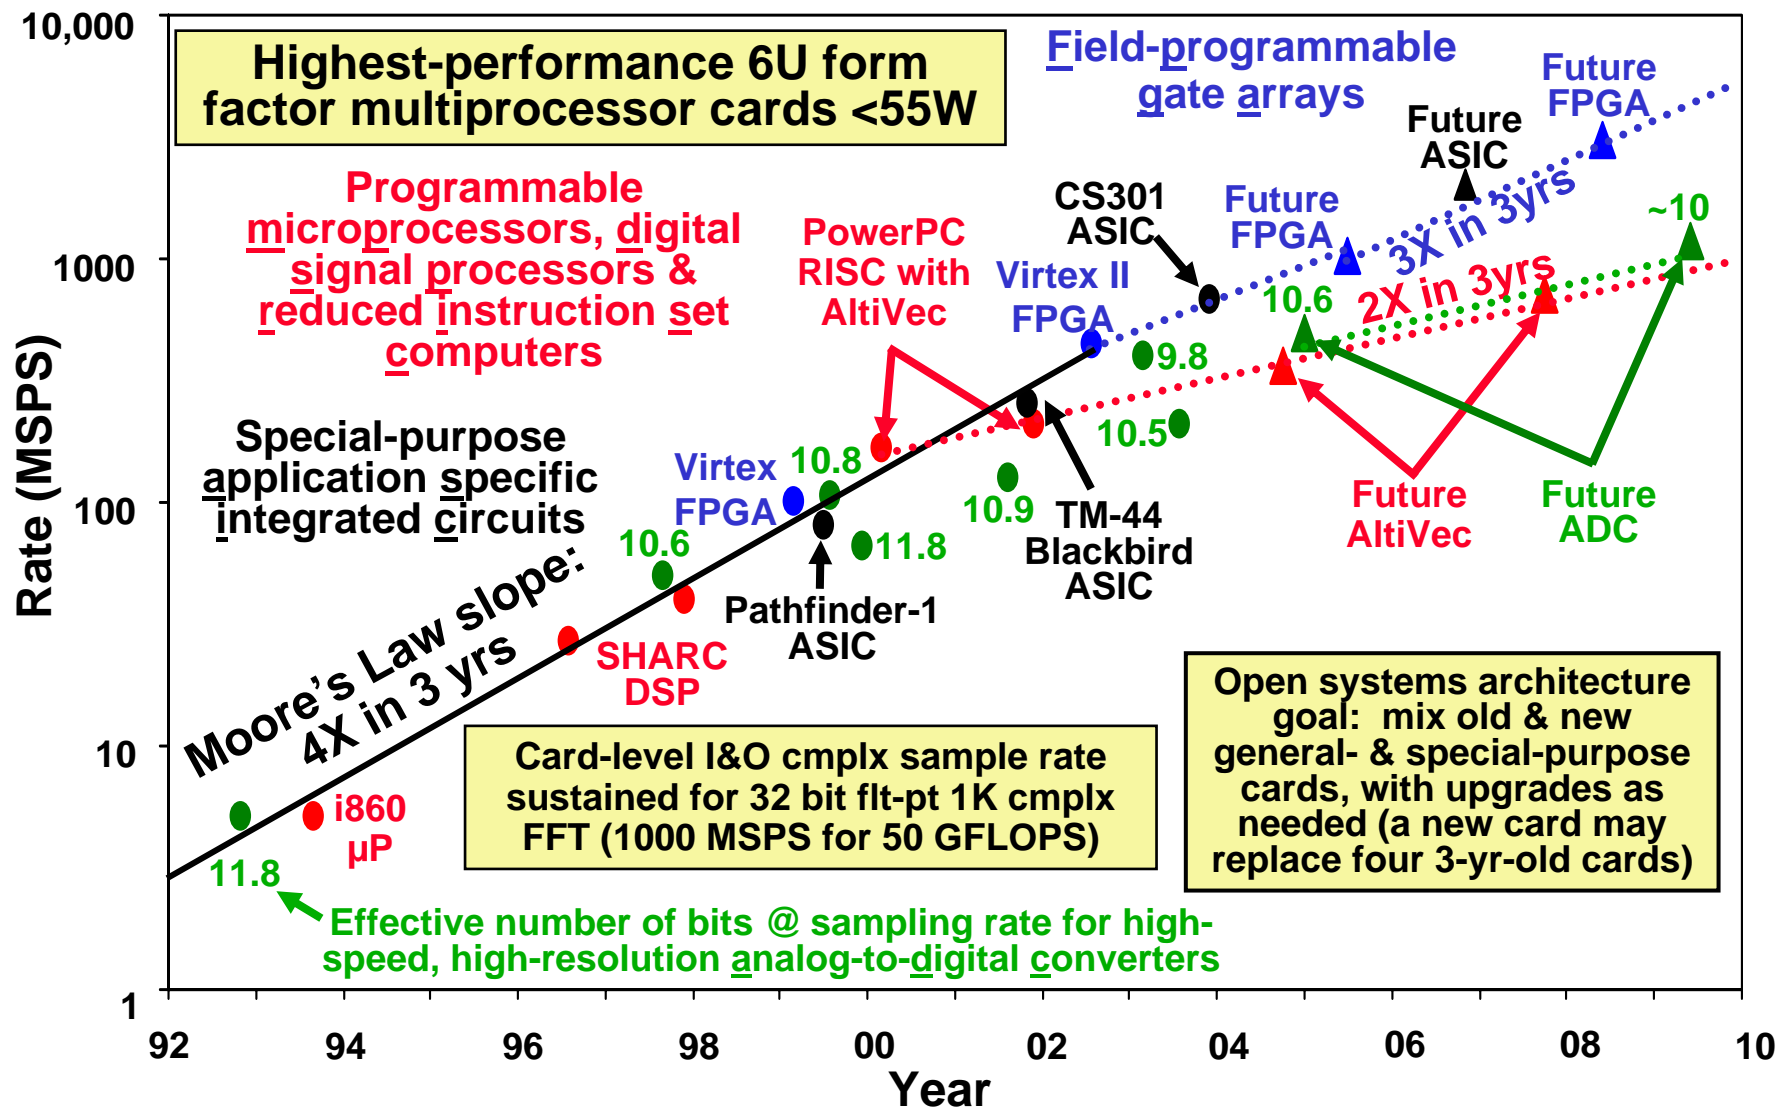 10,000
1000
100
10
1
Rate (MSPS)
Highest-performance 6U form
factor multiprocessor cards <55W
Field-programmable
gate arrays
Future
FPGA
Future
ASIC
Programmable
microprocessors, digital
signal processors &
reduced instruction set
computers
PowerPC
RISC with
AltiVec
CS301
ASIC
Virtex II
FPGA
Future
FPGA
3X in 3yrs
~10
2X in 3yrs
10.6
9.8
10.5
Special-purpose
application specific
integrated circuits
Virtex
FPGA
10.8
10.6
11.8
10.9
TM-44
Blackbird
ASIC
Future
AltiVec
Future
ADC
Moore's Law slope:
4X in 3 yrs
Pathfinder-1
ASIC
SHARC
DSP
i860
µP
11.8
Card-level I&O cmplx sample rate
sustained for 32 bit flt-pt 1K cmplx
FFT (1000 MSPS for 50 GFLOPS)
Open systems architecture
goal: mix old & new
general- & special-purpose
cards, with upgrades as
needed (a new card may
replace four 3-yr-old cards)
Effective number of bits @ sampling rate for high-
speed, high-resolution analog-to-digital converters
92 94 96 98 00 02 04 06 08 10
Year